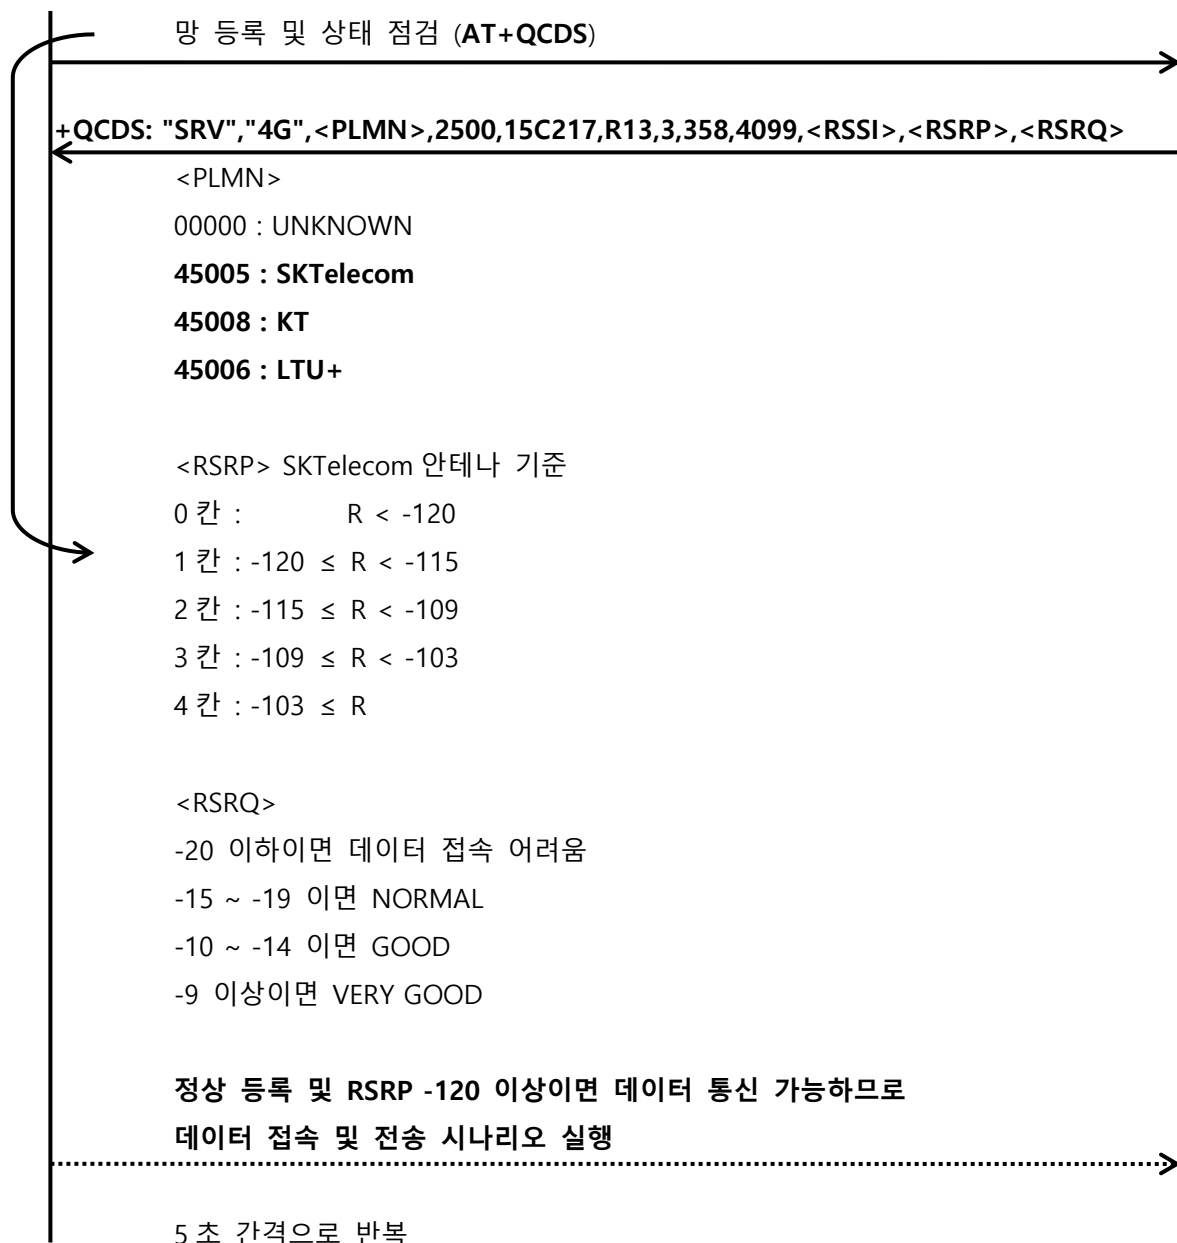 망 등록 및 상태 점검 (AT+QCDS)
+QCDS: "SRV","4G",<PLMN>,2500,15C217,R13,3,358,4099,<RSSI>,<RSRP>,<RSRQ>
<PLMN>
00000 : UNKNOWN
45005 : SKTelecom
45008 : KT
45006 : LTU+
<RSRP> SKTelecom 안테나 기준
0 칸 : R < -120
1 칸 : -120 ≤ R < -115
2 칸 : -115 ≤ R < -109
3 칸 : -109 ≤ R < -103
4 칸 : -103 ≤ R
<RSRQ>
-20 이하이면 데이터 접속 어려움
-15 ~ -19 이면 NORMAL
-10 ~ -14 이면 GOOD
-9 이상이면 VERY GOOD
정상 등록 및 RSRP -120 이상이면 데이터 통신 가능하므로
데이터 접속 및 전송 시나리오 실행
5 초 간격으로 반복